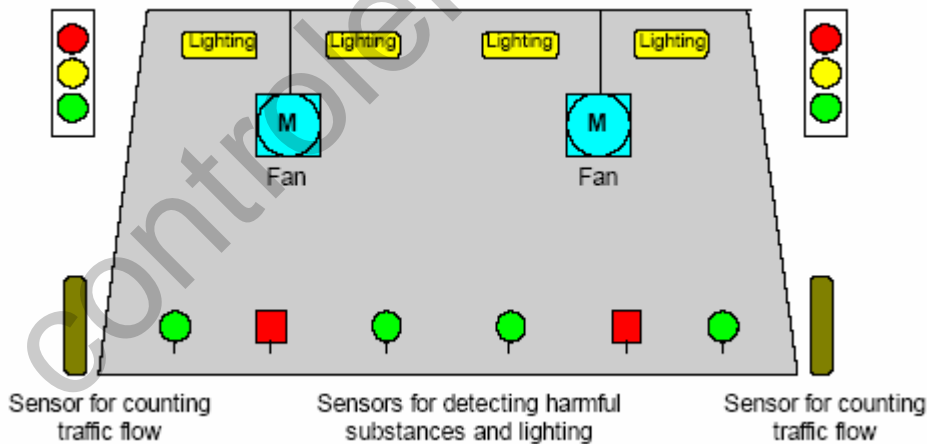 Lighting Lighting Lighting Lighting
M M
Fan Fan
Sensor for counting
traffic flow
Sensors for detecting harmful
substances and lighting
Sensor for counting
traffic flow
controler